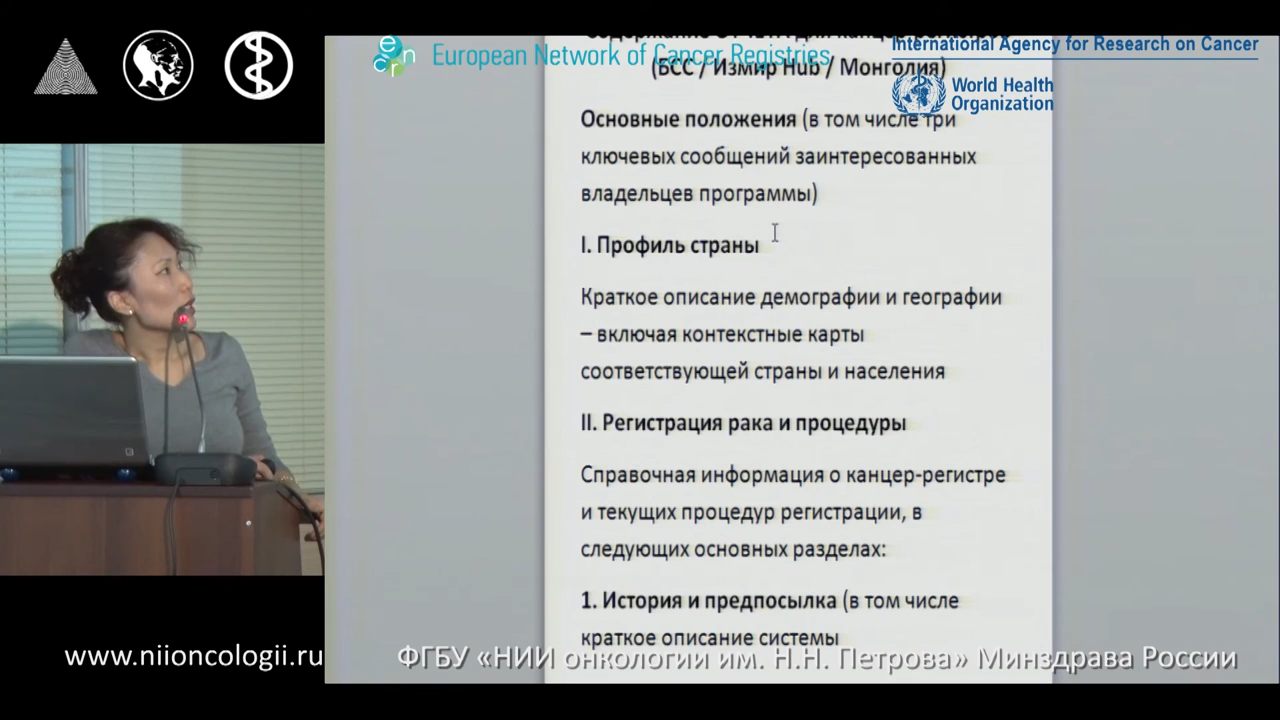 European Network of Cancer Registries
International Agency for Research on Cancer
World Health
Organization
(БСС / Измир Hub / Монголия)
Основные положения (в том числе три
ключевых сообщений заинтересованных
владельцев программы)
I. Профиль страны
Краткое описание демографии и географии
– включая контекстные карты
соответствующей страны и населения
II. Регистрация рака и процедуры
Справочная информация о канцер-регистре
и текущих процедур регистрации, в
следующих основных разделах:
1. История и предпосылка (в том числе
краткое описание системы
www.niioncologii.ru
ФГБУ «НИИ онкологии им. Н.Н. Петрова» Минздрава России